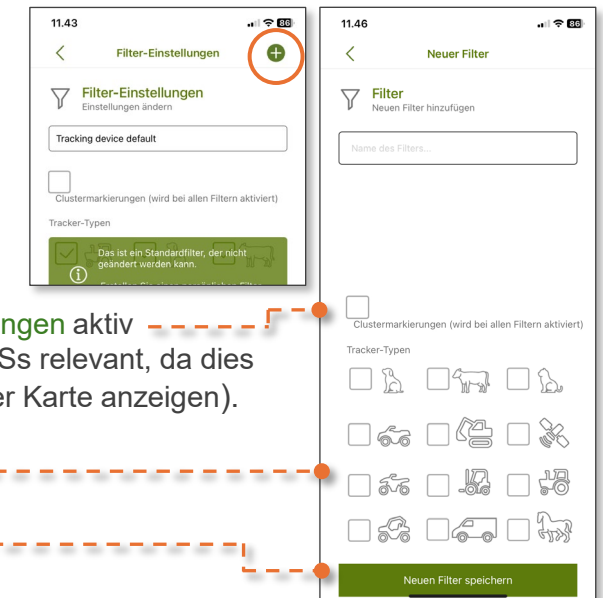 11.43
86
Filter-Einstellungen
Filter-Einstellungen
Einstellungen ändern
Tracking device default
Clustermarkierungen (wird bei allen Filtern aktiviert)
Tracker-Typen
Das ist ein Standardfilter, der nicht
geändert werden kann.
ngen aktiv
Ss relevant, da dies
er Karte anzeigen).
11.46
86
Neuer Filter
Filter
Neuen Filter hinzufügen
Name des Filters...
Clustermarkierungen (wird bei allen Filtern aktiviert)
Tracker-Typen
Neuen Filter speichern